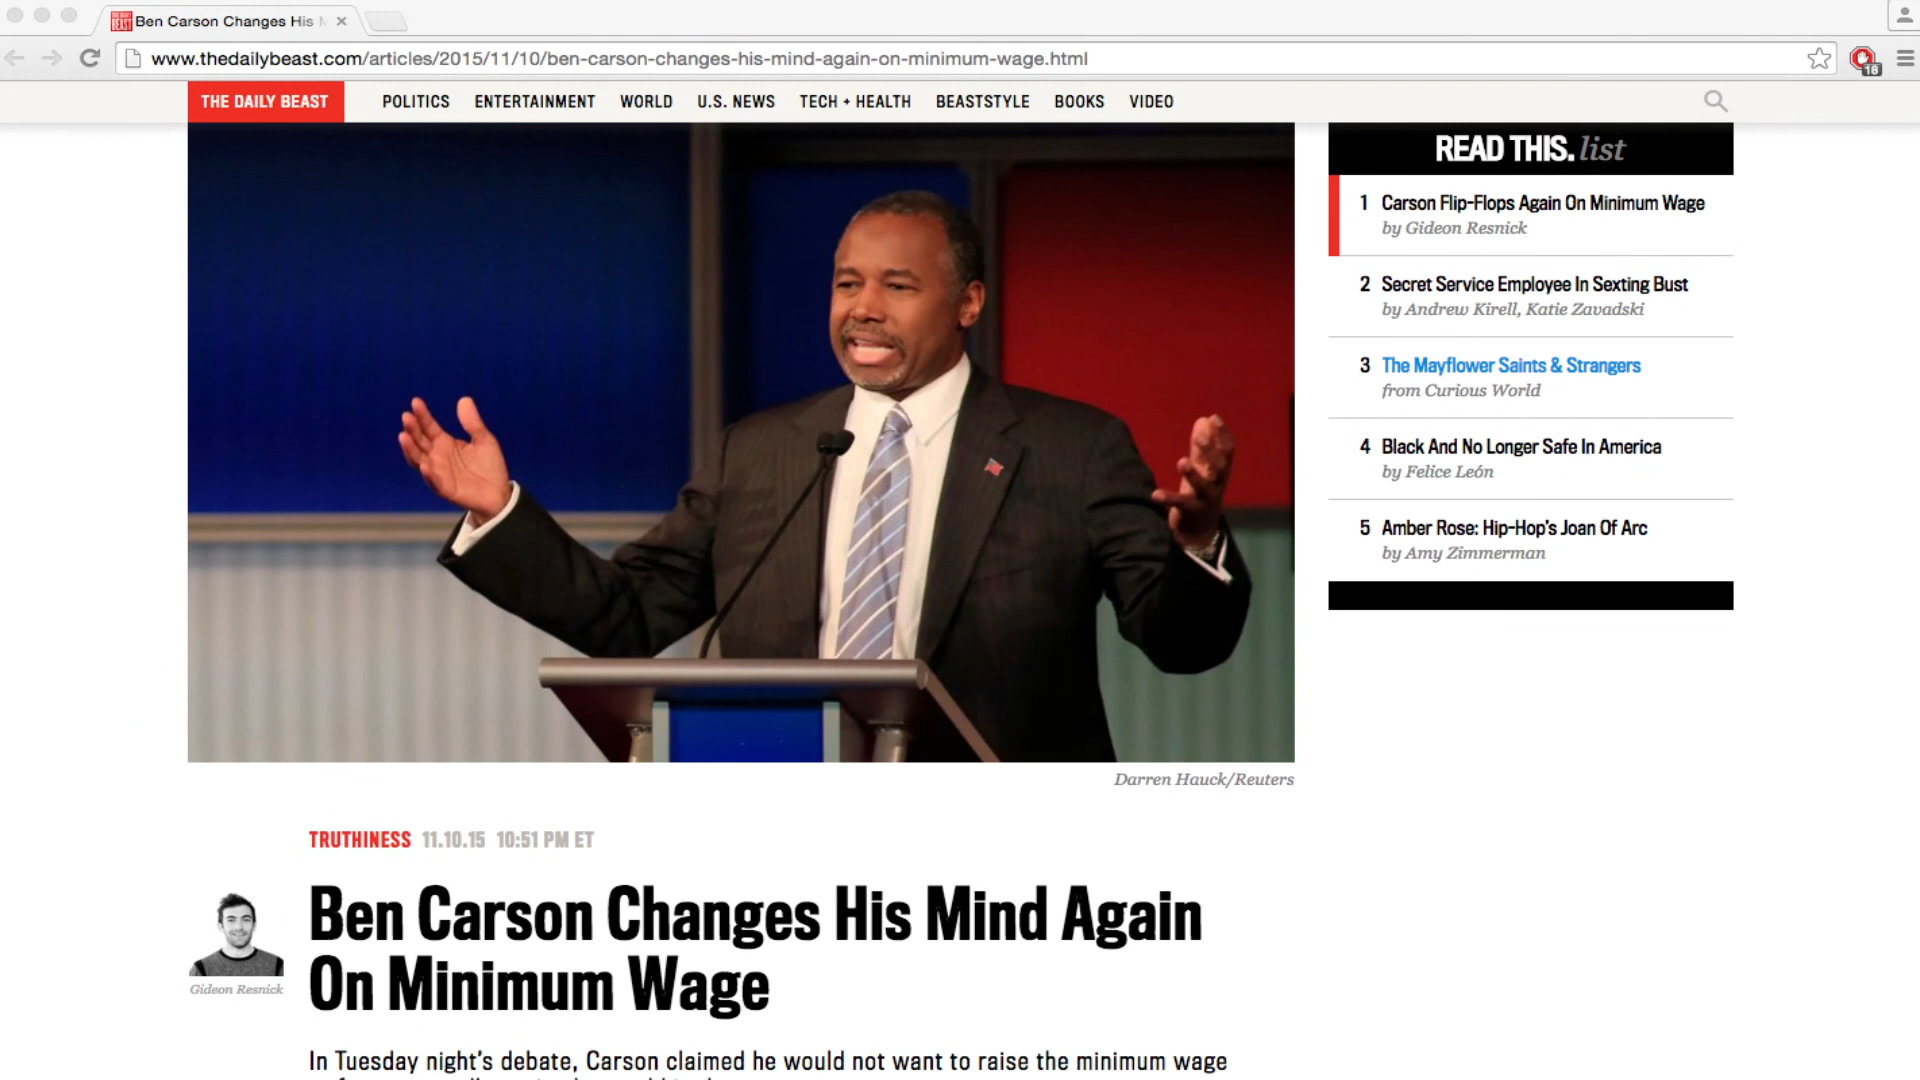 Ben Carson Changes His
www.thedailybeast.com/articles/2015/11/10/ben-carson-changes-his-mind-again-on-minimum-wage.html
18
THE DAILY BEAST POLITICS ENTERTAINMENT WORLD U.S. NEWS TECH + HEALTH BEASTSTYLE BOOKS VIDEO
READ THIS. list
1 Carson Flip-Flops Again On Minimum Wage
by Gideon Resnick
2 Secret Service Employee In Sexting Bust
by Andrew Kirell, Katie Zavadski
3 The Mayflower Saints & Strangers
from Curious World
4 Black And No Longer Safe In America
by Felice León
5 Amber Rose: Hip-Hop's Joan Of Arc
by Amy Zimmerman
Darren Hauck/Reuters
TRUTHINESS 11.10.15 10:51 PM ET
Gideon Resnick
Ben Carson Changes His Mind Again
On Minimum Wage
In Tuesday night's debate, Carson claimed he would not want to raise the minimum wage